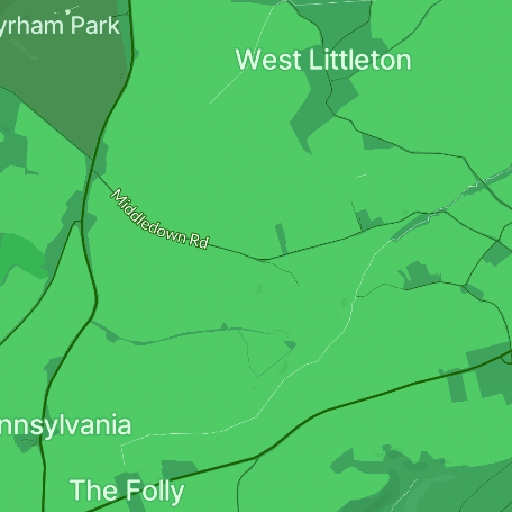 yrham Park
West Littleton
Middledown Rd
nnsylvania
The Folly